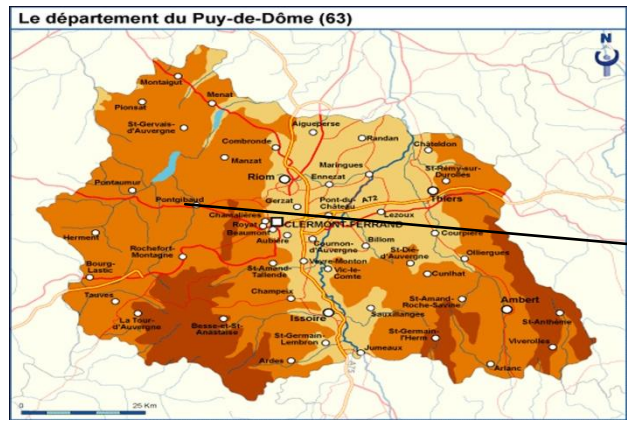 Le département du Puy-de-Dôme (63)
N
Montaigut
Menat
Pionsat
St-Gervais-
d'Auvergne
Aigueperse
Combronde
Randan
Châteldon
Manzat
Maringues
St-Rémy-sur-
Durolles
Riom
Ennezat
Pontaumur
Pontgibaud
Gerzat
Pont-du-
Château
A72
Lezoux
Thiers
Chamalières
Royat
CLERMONT-FERRAND
Beaumont
Aubière
Herment
Cournon-
d'Auvergne
Billom
Courpière
Rochefort-
Montagne
St-Dier-
d'Auvergne
Olliergues
Bourg-
Lastic
St-Amand-
Tallende
Veyre-Monton
Vic-le-
Comte
Cunlhat
Tauves
Champeix
St-Amand-
Roche-Savine
Ambert
La Tour-
d'Auvergne
Besse-et-St-
Anastaise
Issoire
Sauxillanges
St-Anthème
St-Germain-
Lembron
St-Germain-
l'Herm
Viverolles
Jumeaux
Ardes
Arlanc
A75
0
25 Km